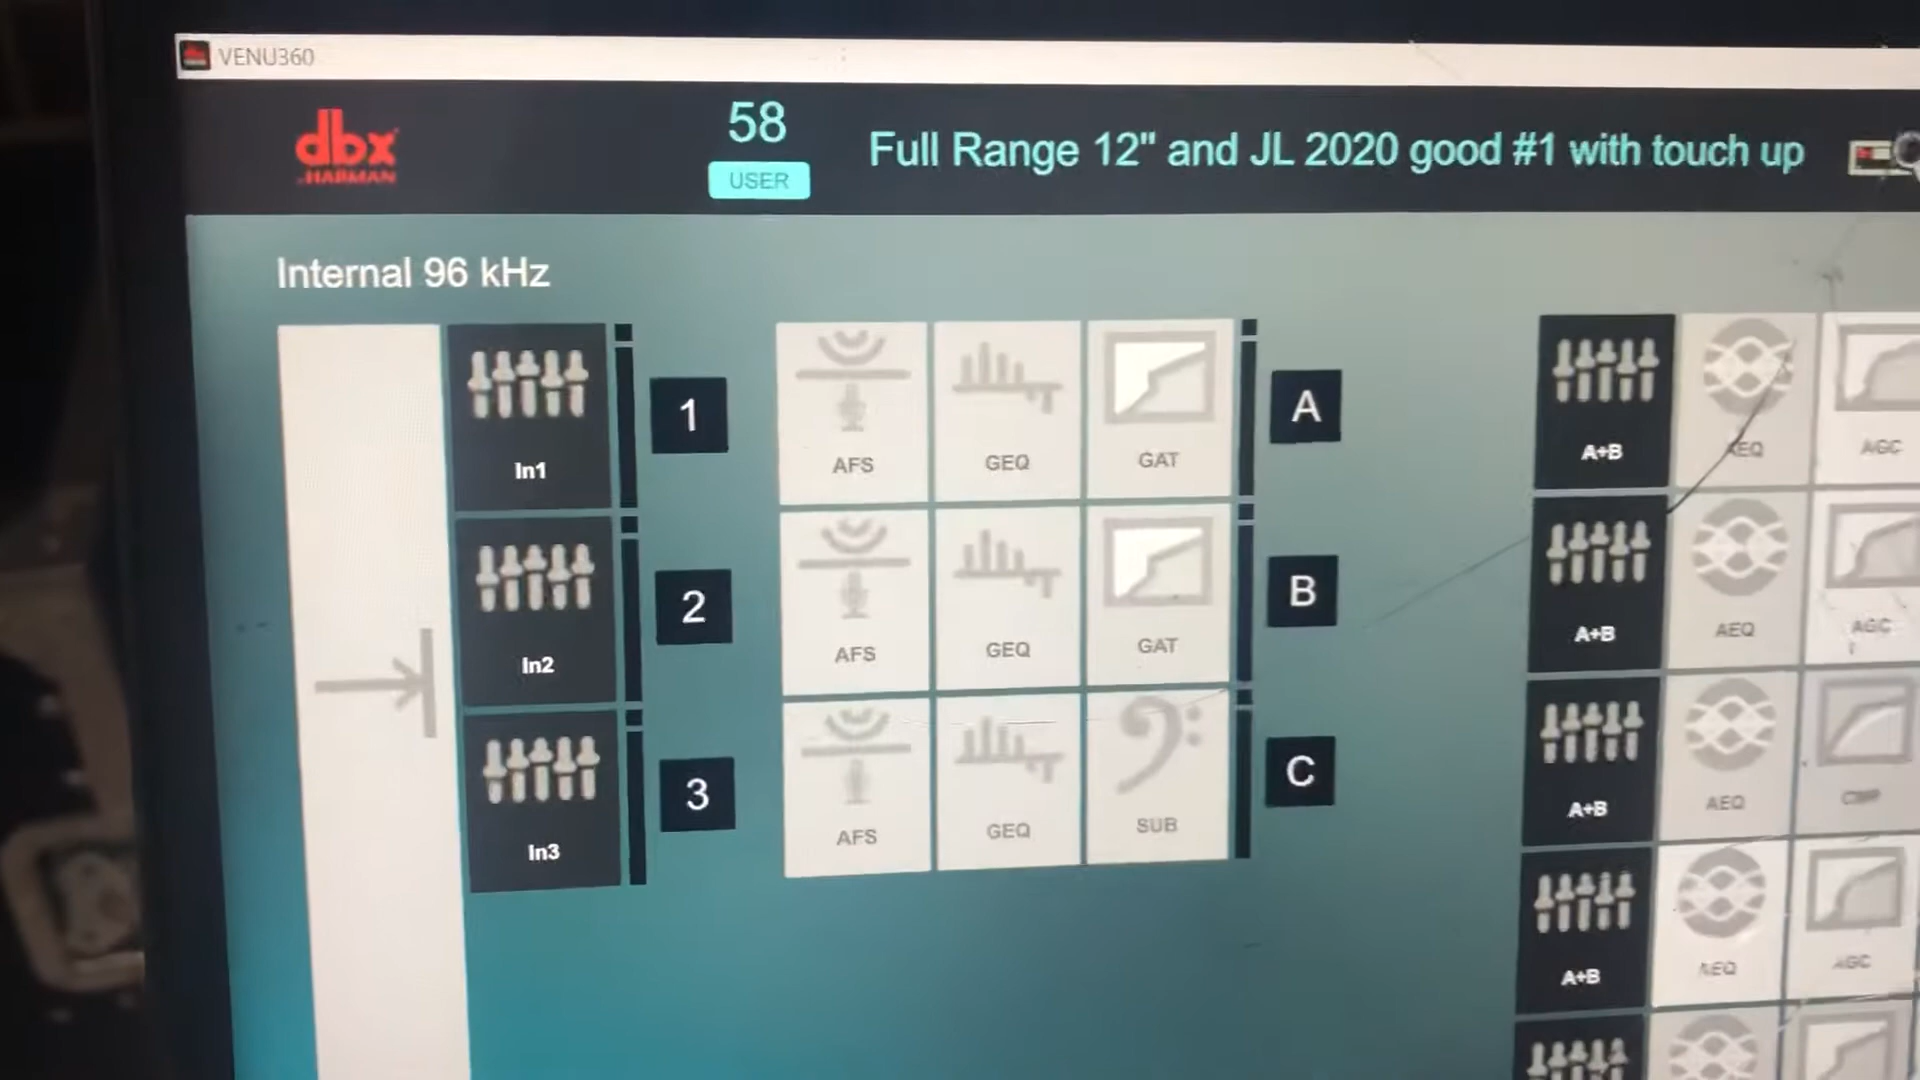 VENU360
dbx
HARMAN
58
USER
Full Range 12" and JL 2020 good #1 with touch up
Internal 96 kHz
In1
1
AFS
GEQ
GAT
A
A+B
AEQ
AGC
In2
2
AFS
GEQ
GAT
B
A+B
AEQ
AGC
In3
3
AFS
GEQ
SUB
C
A+B
AEQ
CMP
A+B
AEQ
AGC